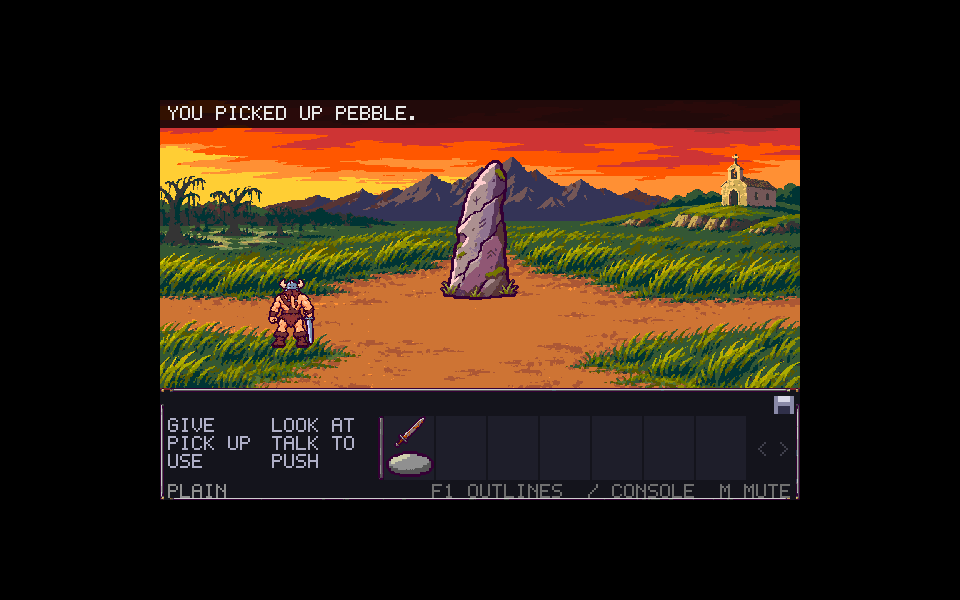 YOU PICKED UP PEBBLE.
GIVE LOOK AT
PICK UP TALK TO
USE PUSH
PLAIN F1 OUTLINES / CONSOLE M MUTE